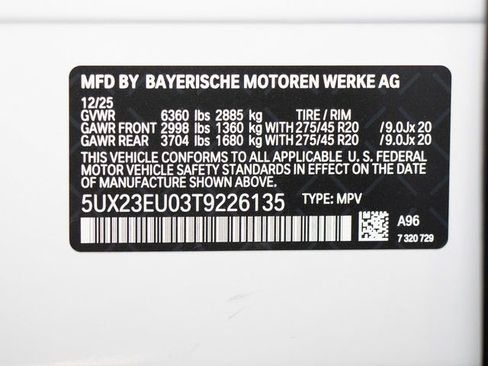 MFD BY BAYERISCHE MOTOREN WERKE AG
12/25
GVWR 6360 lbs 2885 kg TIRE / RIM
GAWR FRONT 2998 lbs 1360 kg WITH 275/45 R20 / 9.0Jx 20
GAWR REAR 3704 lbs 1680 kg WITH 275/45 R20 / 9.0Jx 20
THIS VEHICLE CONFORMS TO ALL APPLICABLE U. S. FEDERAL
MOTOR VEHICLE SAFETY STANDARDS IN EFFECT ON THE DATE
OF MANUFACTURE SHOWN ABOVE.
5UX23EU03T9226135 TYPE: MPV
A96
7 320 729